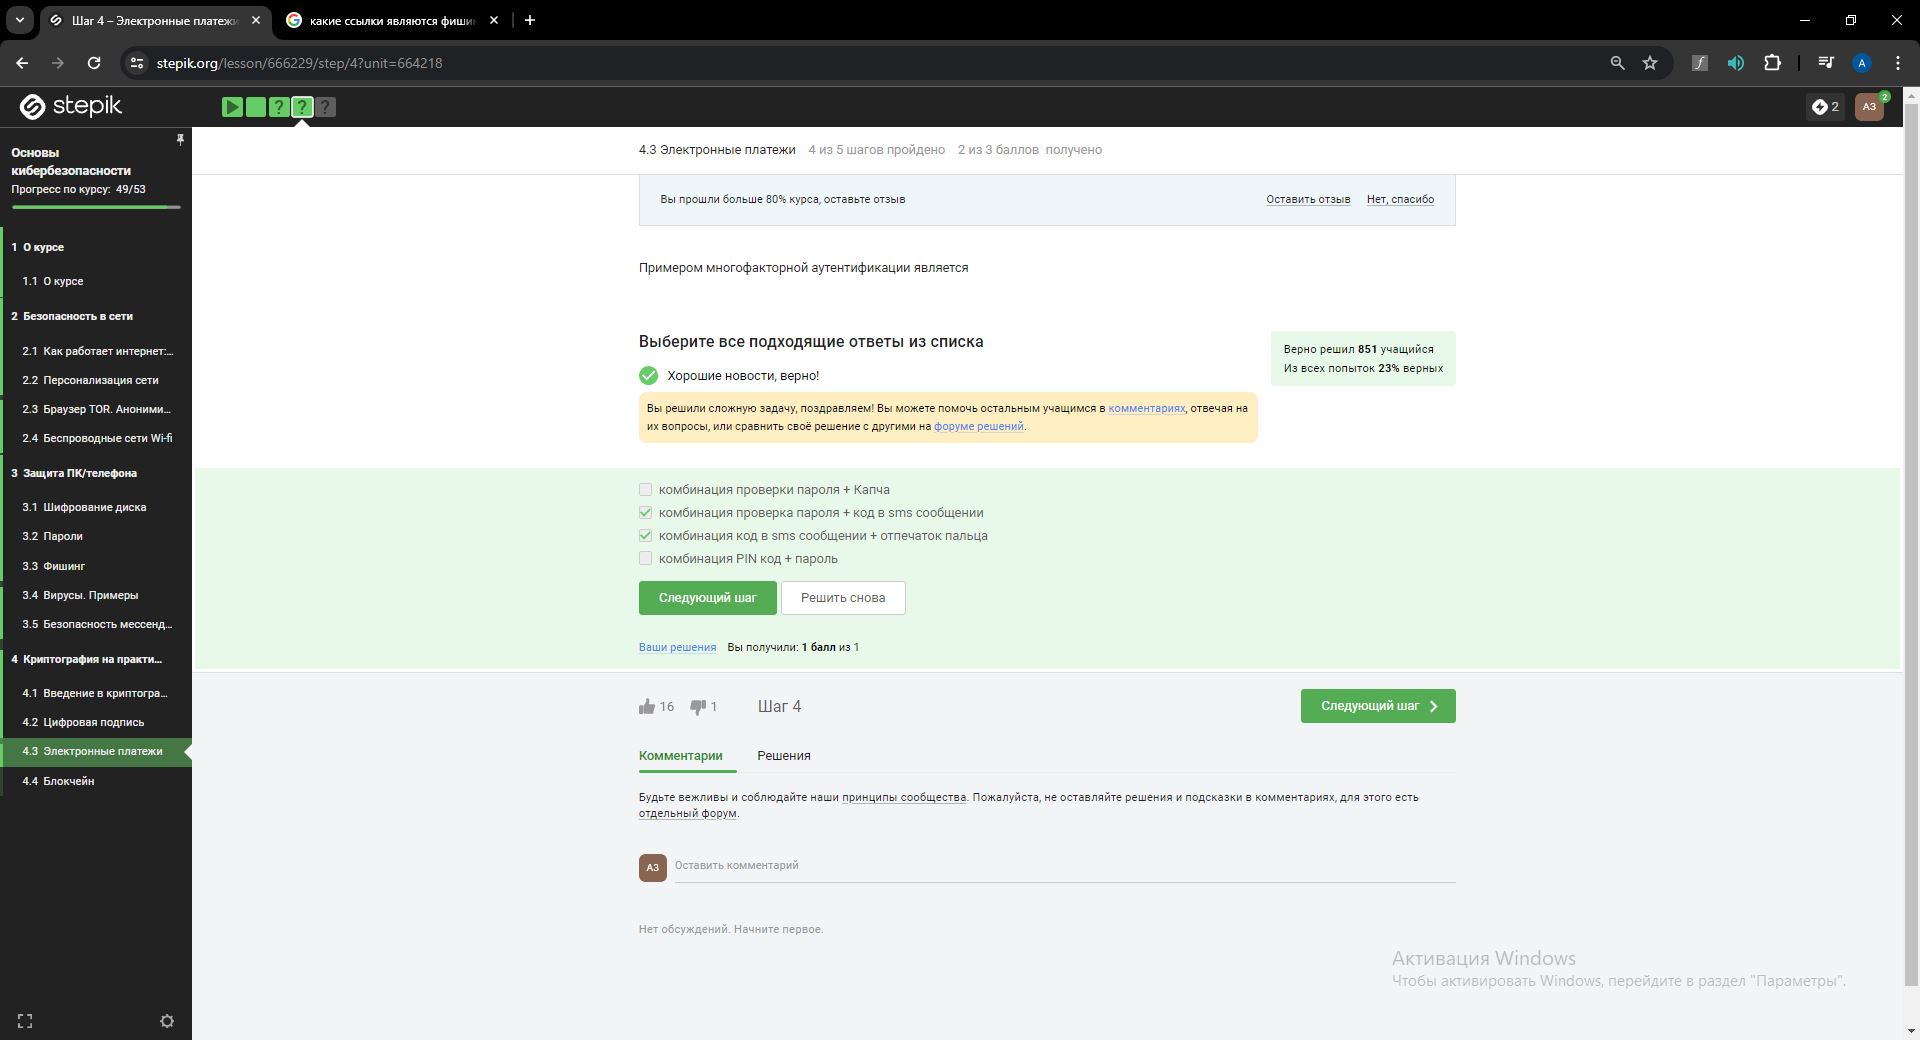 Шаг 4 – Электронные платежи
какие ссылки являются фиши
stepik.org/lesson/666229/step/4?unit=664218
A
stepik
? ? ?
2
АЗ
2
Основы
кибербезопасности
Прогресс по курсу: 49/53
1 О курсе
1.1 О курсе
2 Безопасность в сети
2.1 Как работает интернет:...
2.2 Персонализация сети
2.3 Браузер TOR. Аноними...
2.4 Беспроводные сети Wi-fi
3 Защита ПК/телефона
3.1 Шифрование диска
3.2 Пароли
3.3 Фишинг
3.4 Вирусы. Примеры
3.5 Безопасность мессенд...
4 Криптография на практи...
4.1 Введение в криптогра...
4.2 Цифровая подпись
4.3 Электронные платежи
4.4 Блокчейн
4.3 Электронные платежи 4 из 5 шагов пройдено 2 из 3 баллов получено
Вы прошли больше 80% курса, оставьте отзыв Оставить отзыв Нет, спасибо
Примером многофакторной аутентификации является
Выберите все подходящие ответы из списка
Верно решил 851 учащийся
Из всех попыток 23% верных
Хорошие новости, верно!
Вы решили сложную задачу, поздравляем! Вы можете помочь остальным учащимся в комментариях, отвечая на
их вопросы, или сравнить своё решение с другими на форуме решений.
комбинация проверки пароля + Капча
комбинация проверка пароля + код в sms сообщении
комбинация код в sms сообщении + отпечаток пальца
комбинация PIN код + пароль
Следующий шаг Решить снова
Ваши решения Вы получили: 1 балл из 1
16 1 Шаг 4 Следующий шаг
Комментарии Решения
Будьте вежливы и соблюдайте наши принципы сообщества. Пожалуйста, не оставляйте решения и подсказки в комментариях, для этого есть
отдельный форум.
АЗ Оставить комментарий
Нет обсуждений. Начните первое.
Активация Windows
Чтобы активировать Windows, перейдите в раздел "Параметры".